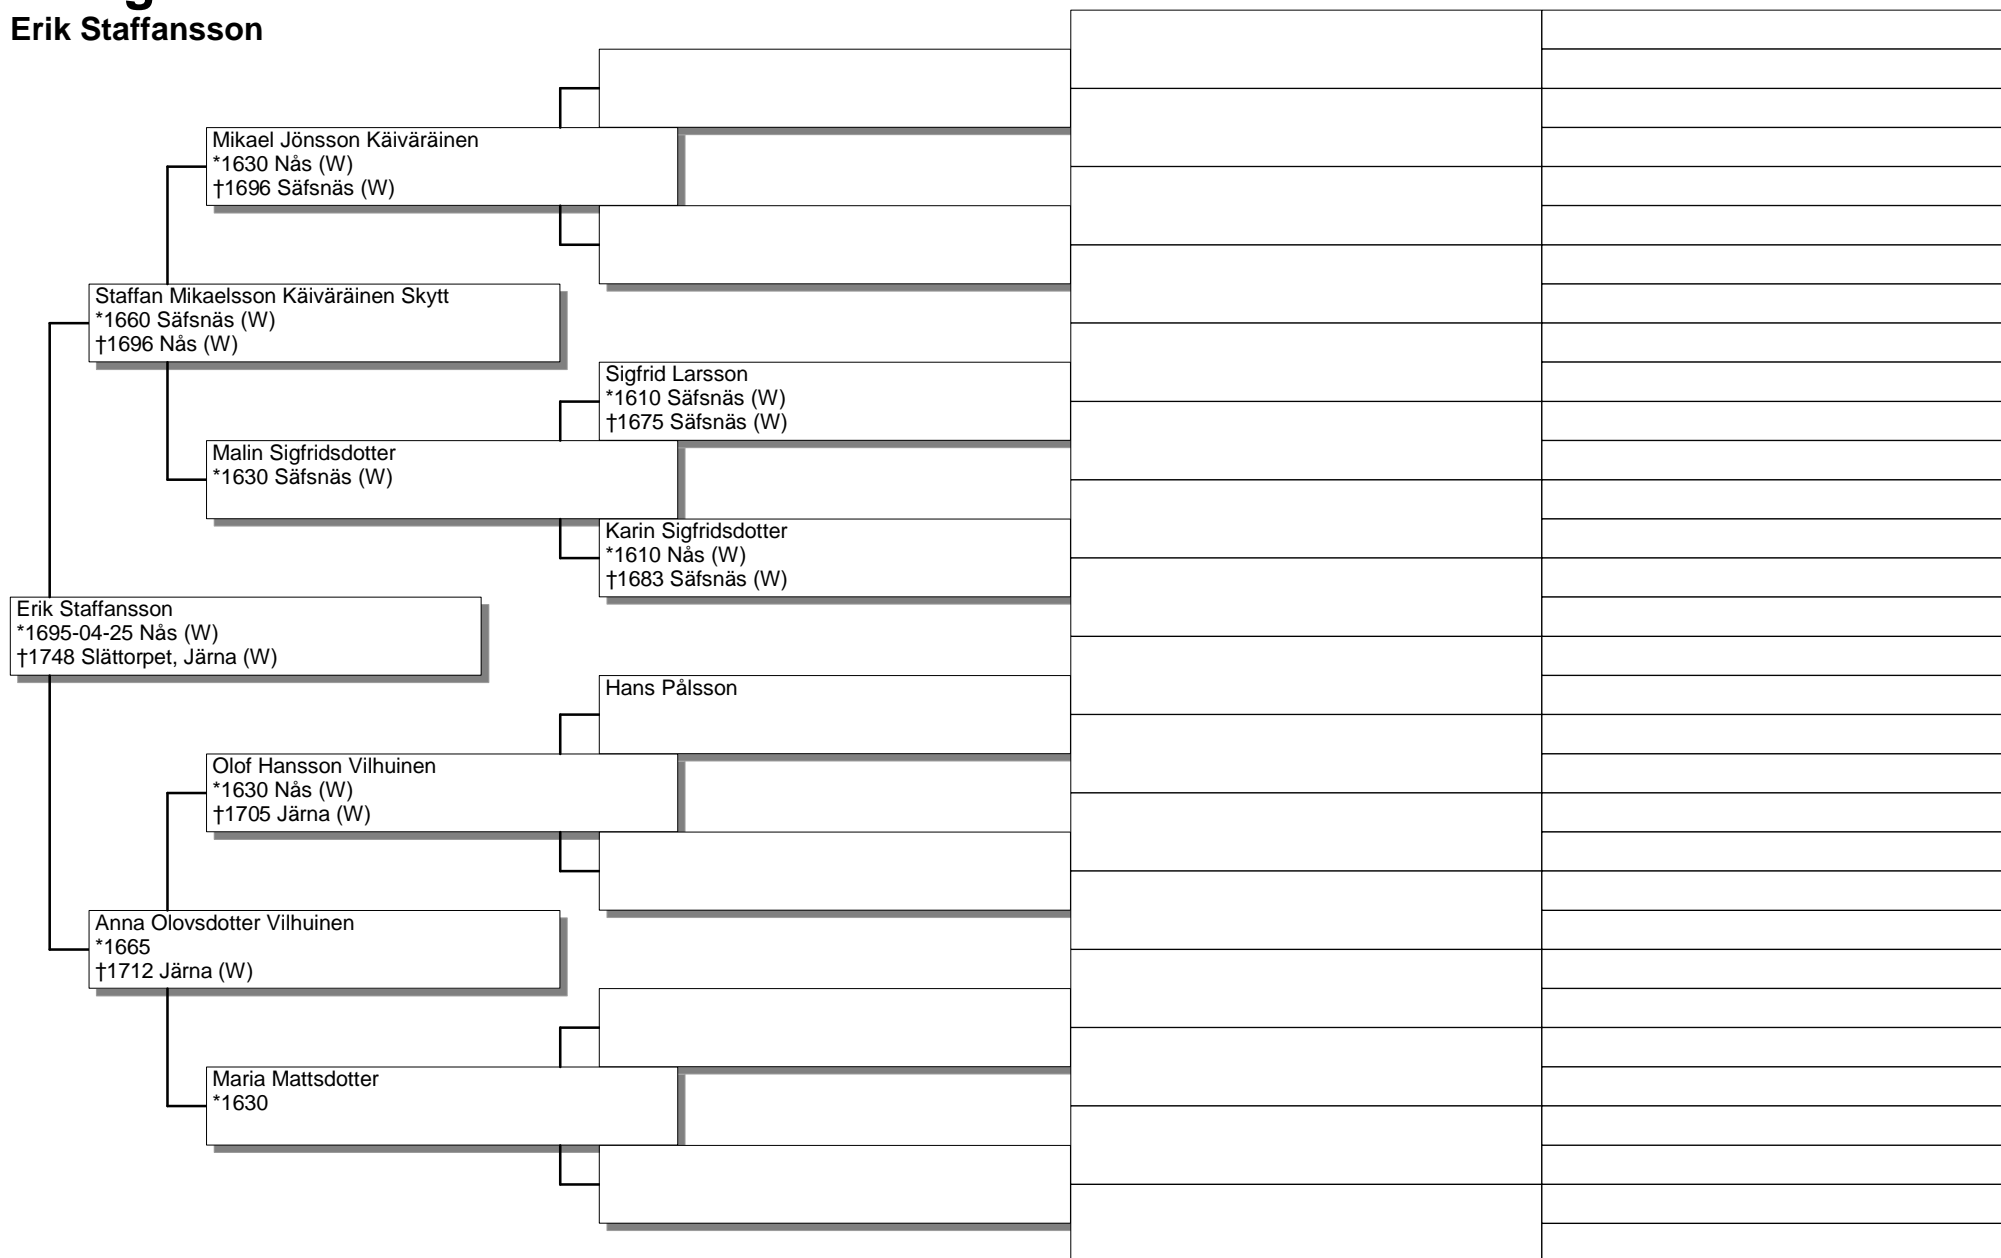 Erik Staffansson
Mikael Jönsson Käiväräinen
*1630 Nås (W)
†1696 Säfsnäs (W)
Staffan Mikaelsson Käiväräinen Skytt
*1660 Säfsnäs (W)
†1696 Nås (W)
Sigfrid Larsson
*1610 Säfsnäs (W)
†1675 Säfsnäs (W)
Malin Sigfridsdotter
*1630 Säfsnäs (W)
Karin Sigfridsdotter
*1610 Nås (W)
†1683 Säfsnäs (W)
Erik Staffansson
*1695-04-25 Nås (W)
†1748 Slättorpet, Järna (W)
Hans Pålsson
Olof Hansson Vilhuinen
*1630 Nås (W)
†1705 Järna (W)
Anna Olovsdotter Vilhuinen
*1665
†1712 Järna (W)
Maria Mattsdotter
*1630